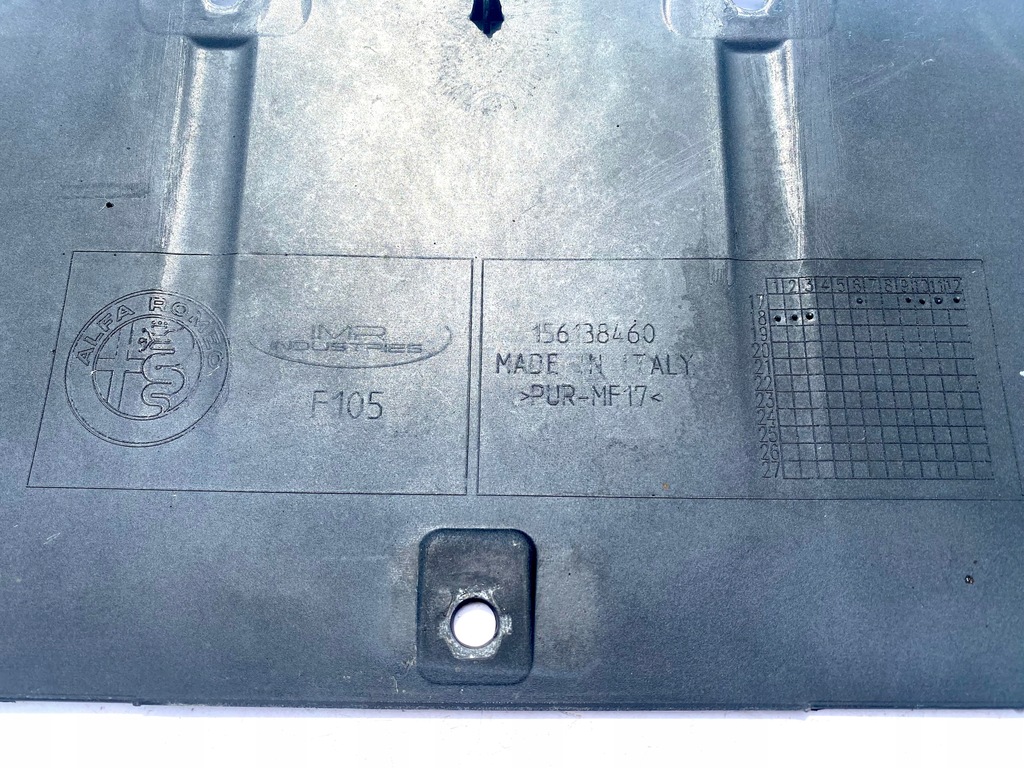 ALFA ROMEO
IMR
INDUSTRIES
F105
156138460
MADE IN ITALY
>PUR-MF17<
1 2 3 4 5 6 7 8 9 10 11 12
17
18
19
20
21
22
23
24
25
26
27